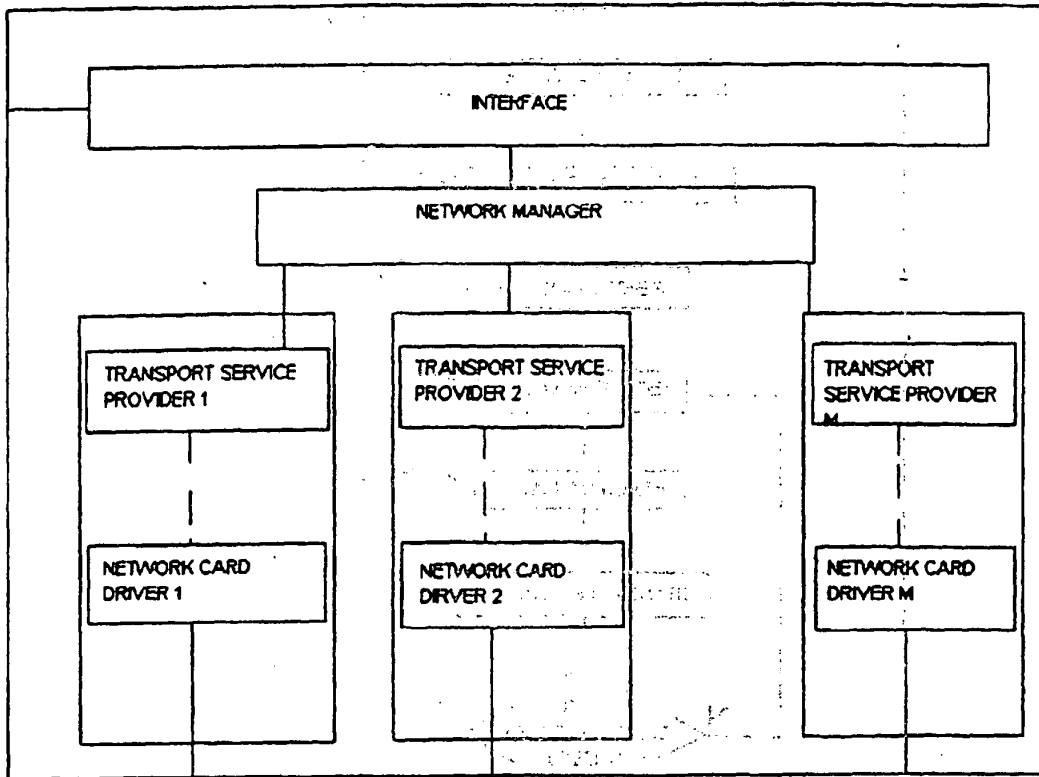 INTERFACE
NETWORK MANAGER
TRANSPORT SERVICE
PROVIDER 1
TRANSPORT SERVICE
PROVIDER 2
TRANSPORT
SERVICE PROVIDER
M
NETWORK CARD
DRIVER 1
NETWORK CARD
DIRVER 2
NETWORK CARD
DRIVER M